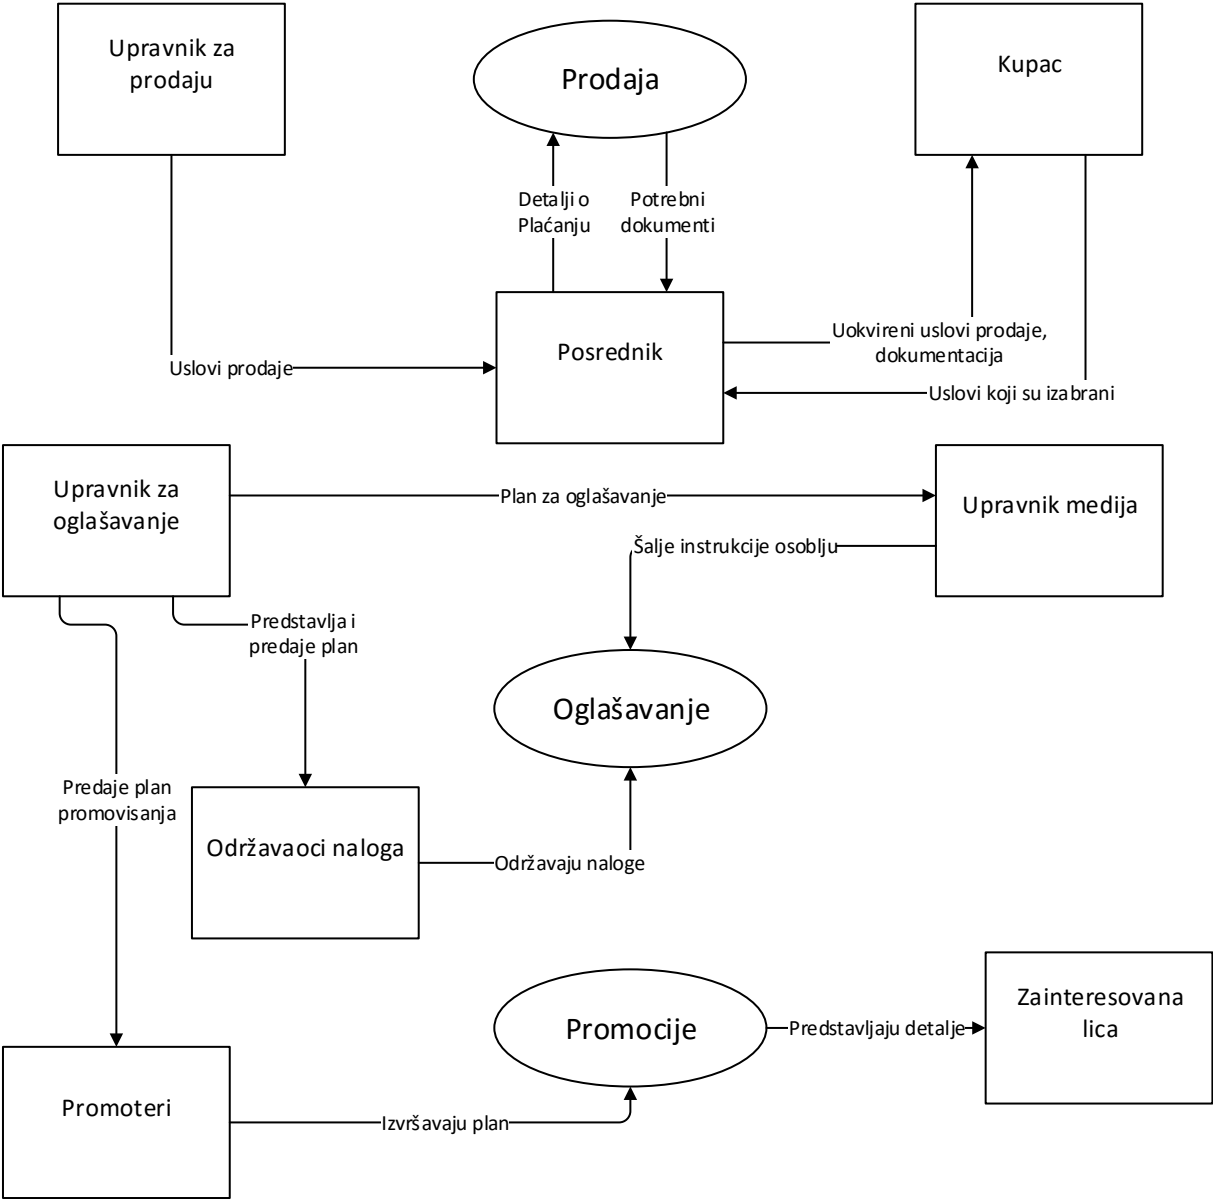 Upravnik za
prodaju
Prodaja
Kupac
Detalji o
Plaćanju
Potrebni
dokumenti
Posrednik
Uokvireni uslovi prodaje,
dokumentacija
Uslovi prodaje
Uslovi koji su izabrani
Upravnik za
oglašavanje
Plan za oglašavanje
Upravnik medija
Šalje instrukcije osoblju
Predstavlja i
predaje plan
Oglašavanje
Predaje plan
promovisanja
Održavaoci naloga
Održavaju naloge
Promocije
Predstavljaju detalje
Zainteresovana
lica
Promoteri
Izvršavaju plan